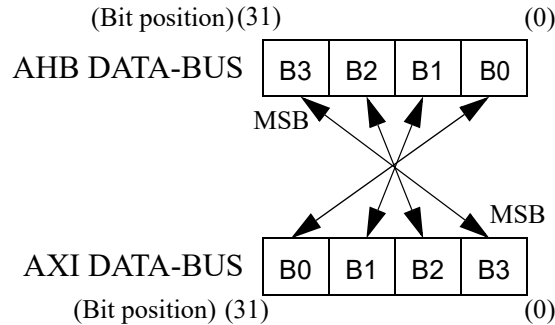 (Bit position) (31) (0)
AHB DATA-BUS B3 B2 B1 B0
MSB
MSB
AXI DATA-BUS B0 B1 B2 B3
(Bit position) (31) (0)